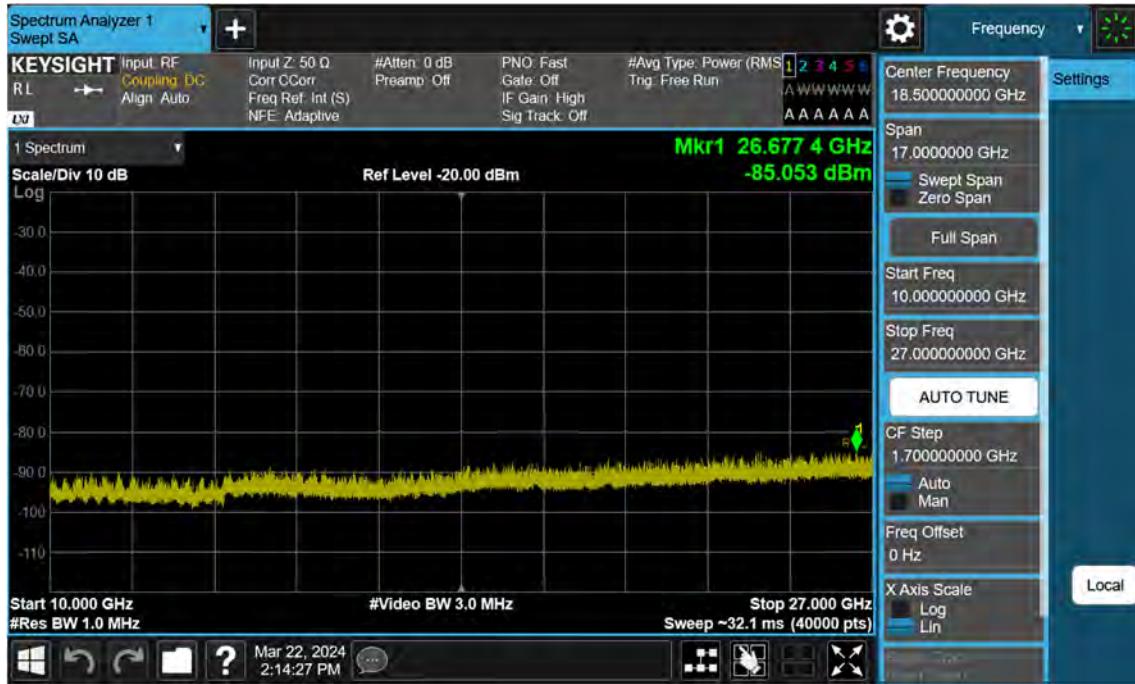 Spectrum Analyzer 1
Swept SA
+
Frequency
KEYSIGHT
RL
LXI
Input: RF
Coupling: DC
Align: Auto
Input Z: 50 Ω
Corr CCorr
Freq Ref: Int (S)
NFE: Adaptive
#Atten: 0 dB
Preamp: Off
PNO: Fast
Gate: Off
IF Gain: High
Sig Track: Off
#Avg Type: Power (RMS
Trig: Free Run
1 2 3 4 5 6
A W W W W W
A A A A A A
1 Spectrum
Mkr1 26.677 4 GHz
-85.053 dBm
Scale/Div 10 dB
Ref Level -20.00 dBm
Log
-30.0
-40.0
-50.0
-60.0
-70.0
-80.0
-90.0
-100
-110
1
Start 10.000 GHz
#Video BW 3.0 MHz
Stop 27.000 GHz
#Res BW 1.0 MHz
Sweep ~32.1 ms (40000 pts)
?
Mar 22, 2024
2:14:27 PM
Center Frequency
18.500000000 GHz
Settings
Span
17.0000000 GHz
Swept Span
Zero Span
Full Span
Start Freq
10.000000000 GHz
Stop Freq
27.000000000 GHz
AUTO TUNE
CF Step
1.700000000 GHz
Auto
Man
Freq Offset
0 Hz
X Axis Scale
Log
Lin
Local